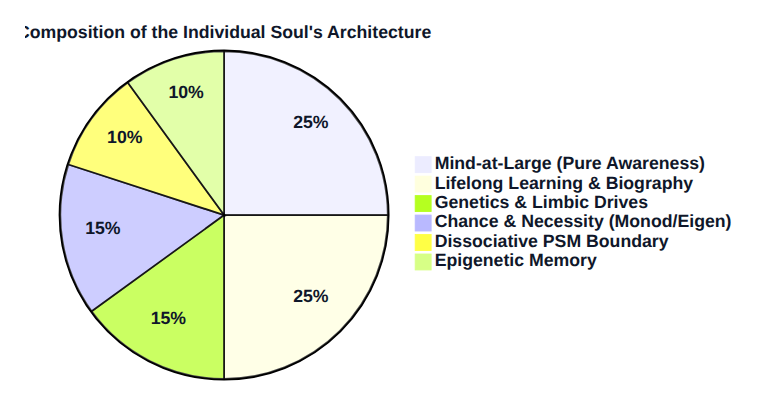 Composition of the Individual Soul's Architecture
10%
25%
10%
15%
25%
15%
Mind-at-Large (Pure Awareness)
Lifelong Learning & Biography
Genetics & Limbic Drives
Chance & Necessity (Monod/Eigen)
Dissociative PSM Boundary
Epigenetic Memory